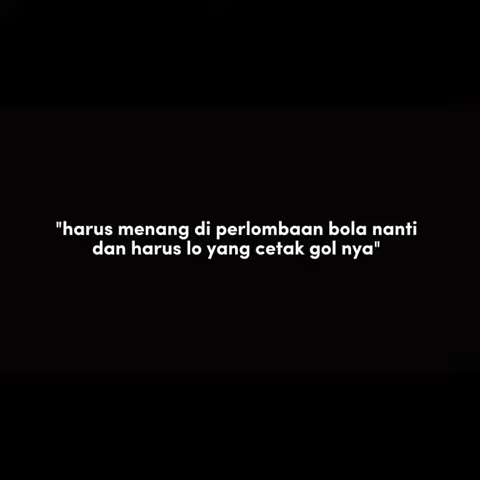 "harus menang di perlombaan bola nanti
dan harus lo yang cetak gol nya"